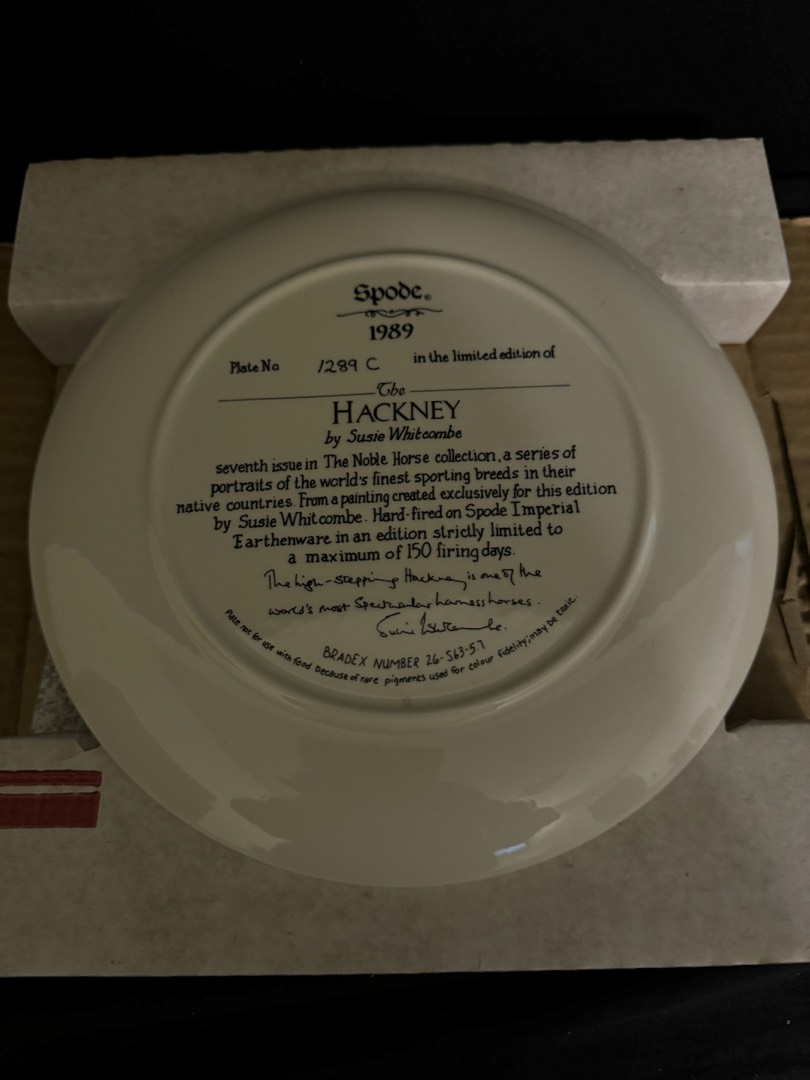 Spode®
1989
Plate No 1289 C in the limited edition of
The
HACKNEY
by Susie Whitcombe
seventh issue in The Noble Horse collection, a series of
portraits of the world's finest sporting breeds in their
native countries. From a painting created exclusively for this edition
by Susie Whitcombe. Hard-fired on Spode Imperial
Earthenware in an edition strictly limited to
a maximum of 150 firing days.
The high-stepping Hackney is one of the
world's most Spectacular harness horses.
Susie Whitcombe.
BRADEX NUMBER 26-S63-5.7
Plate not for use with food because of rare pigments used for colour fidelity; may be toxic.